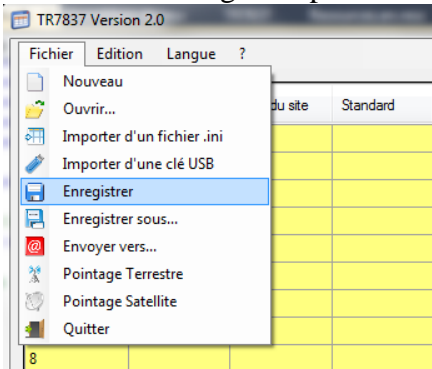 TR7837 Version 2.0
Fichier Edition Langue ?
Nouveau
Ouvrir... du site Standard
Importer d'un fichier .ini
Importer d'une clé USB
Enregistrer
Enregistrer sous...
Envoyer vers...
Pointage Terrestre
Pointage Satellite
Quitter
8